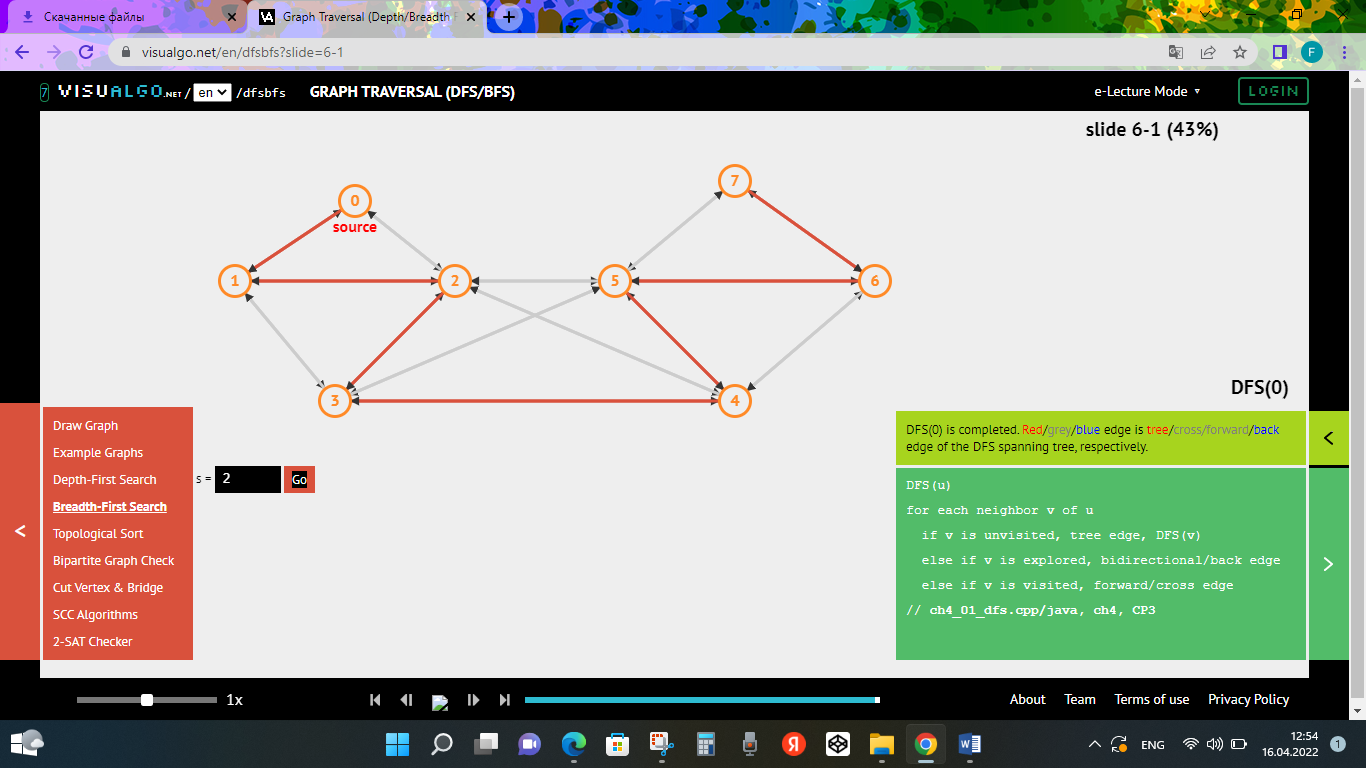 Скачанные файлы
Graph Traversal (Depth/Breadth F
visualgo.net/en/dfsbfs?slide=6-1
F
7 VISUALGO.NET / en /dfsbfs GRAPH TRAVERSAL (DFS/BFS) e-Lecture Mode LOGIN
slide 6-1 (43%)
7
0
source
1
2
5
6
3
4
DFS(0)
Draw Graph
Example Graphs
Depth-First Search
Breadth-First Search
Topological Sort
Bipartite Graph Check
Cut Vertex & Bridge
SCC Algorithms
2-SAT Checker
s = 2 Go
DFS(0) is completed. Red/grey/blue edge is tree/cross/forward/back
edge of the DFS spanning tree, respectively.
DFS(u)
for each neighbor v of u
if v is unvisited, tree edge, DFS(v)
else if v is explored, bidirectional/back edge
else if v is visited, forward/cross edge
// ch4_01_dfs.cpp/java, ch4, CP3
1x
About Team Terms of use Privacy Policy
Я
ENG
12:54
16.04.2022
1